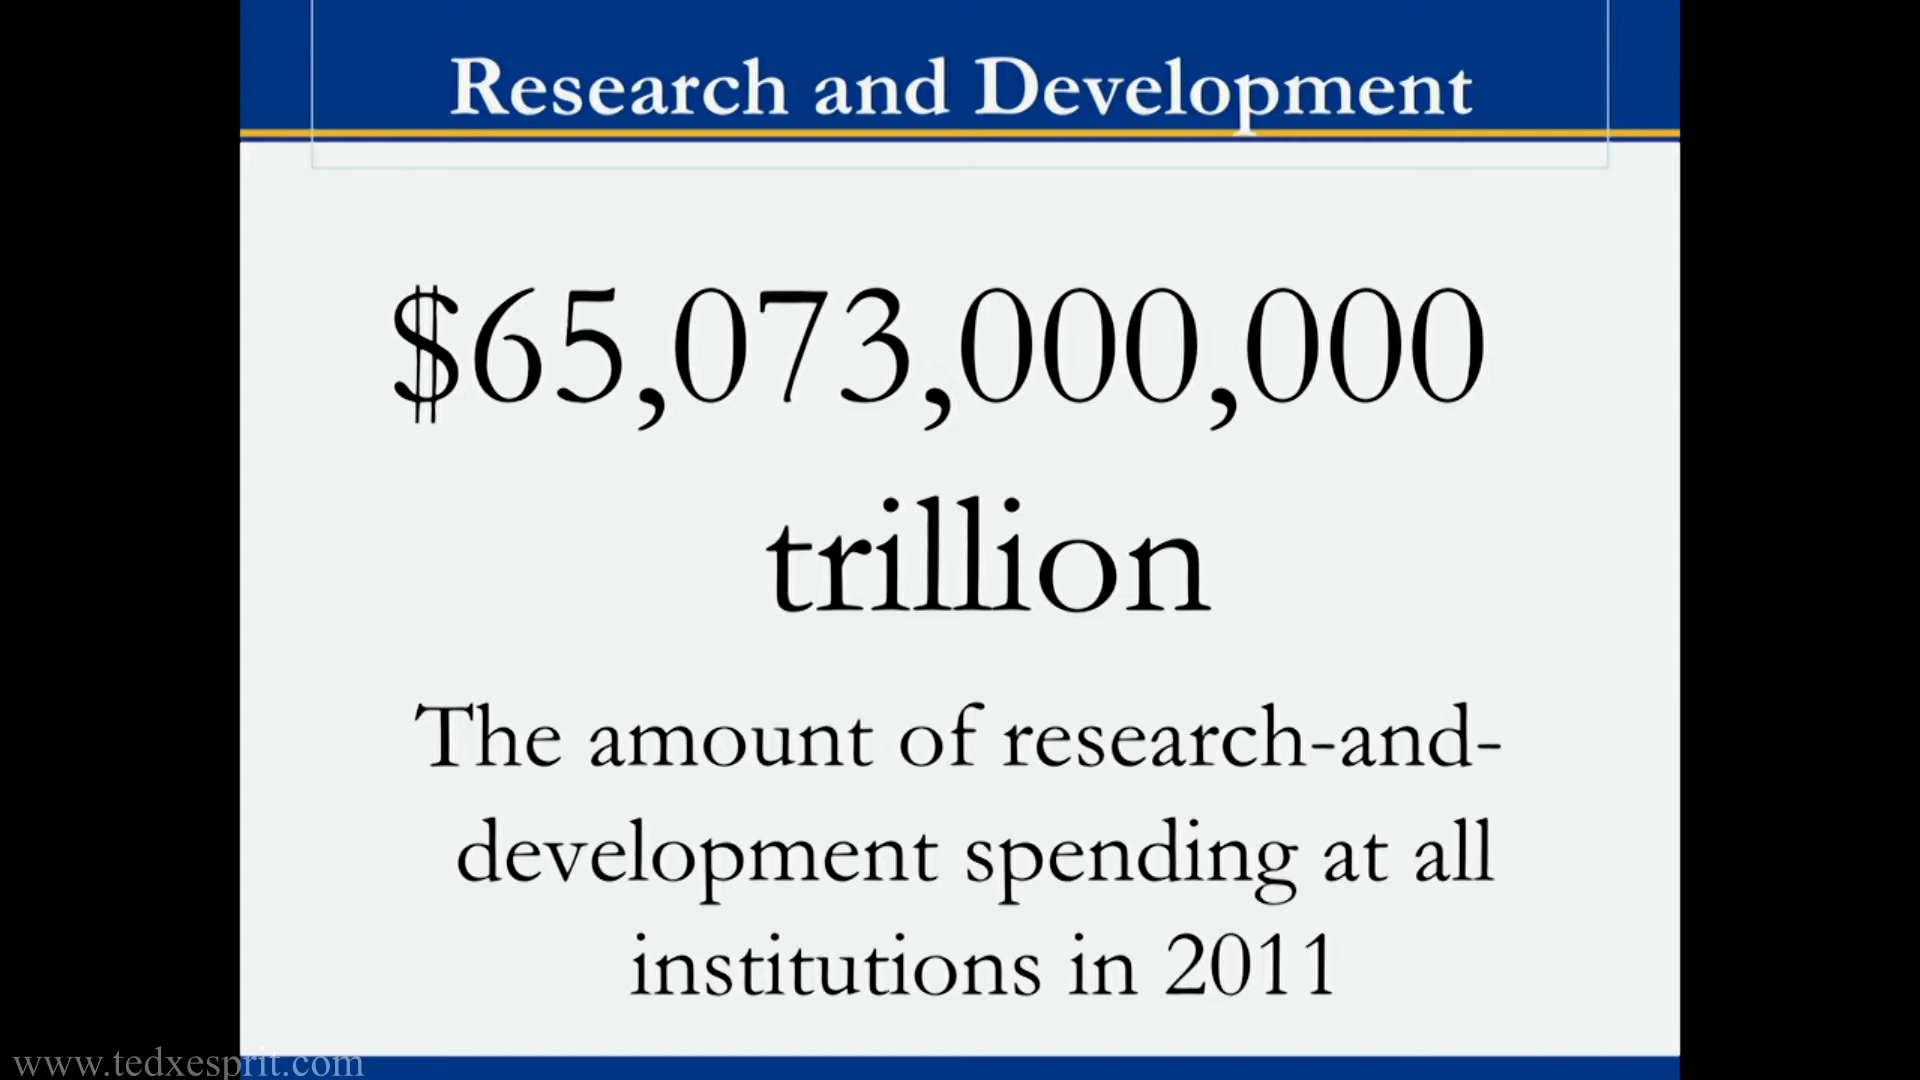 Research and Development
$65,073,000,000
trillion
The amount of research-and-
development spending at all
institutions in 2011
www.tedxesprit.com